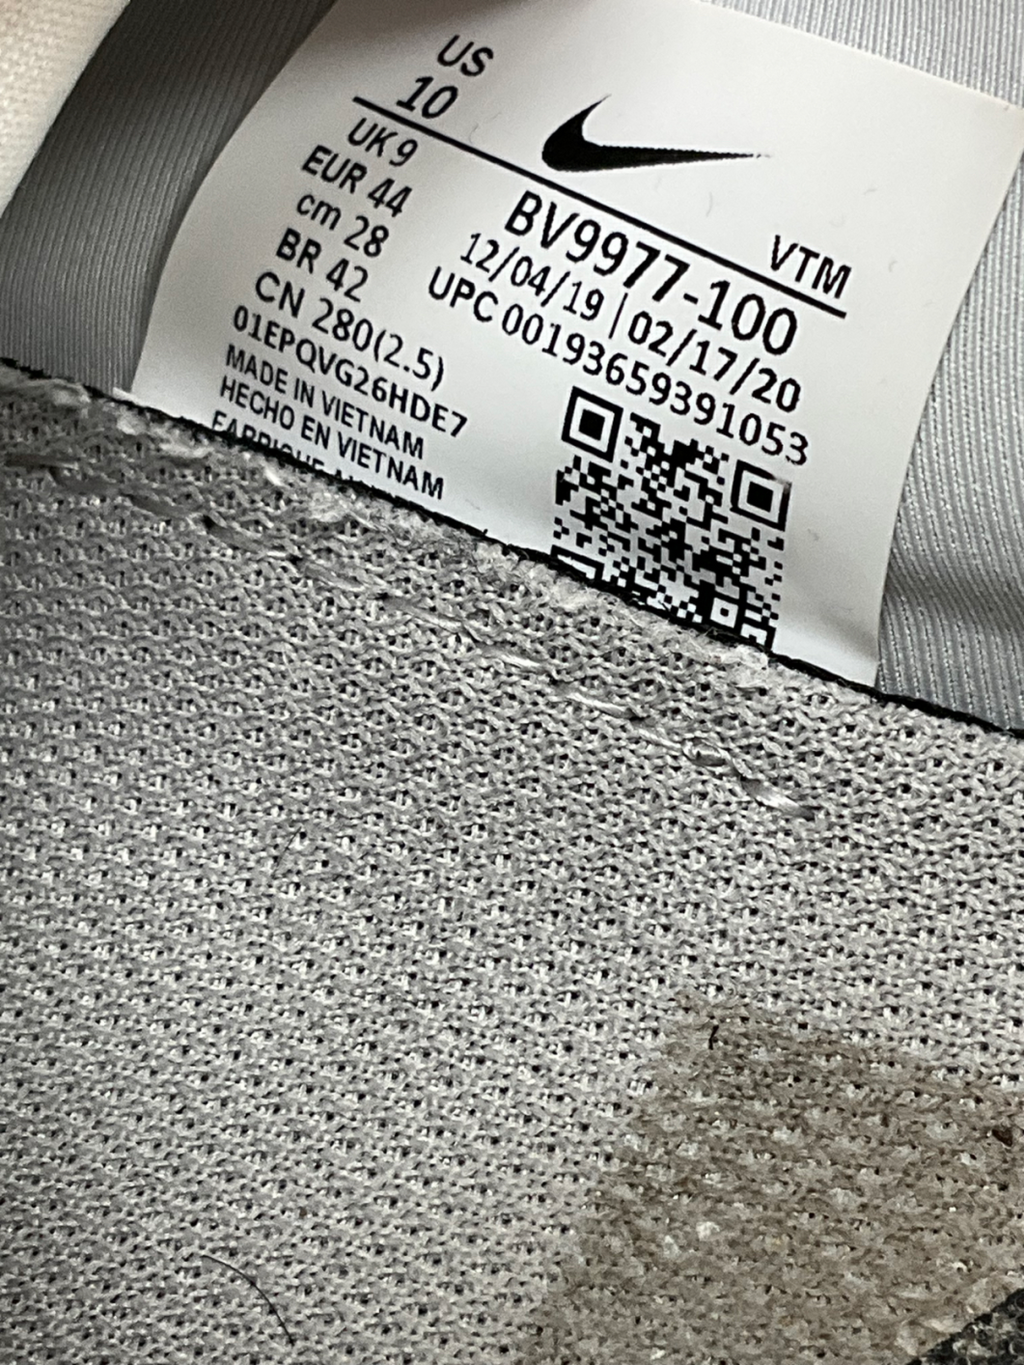 US
10
UK 9
EUR 44
cm 28
BR 42
CN 280(2.5)
01EPQVG26HDE7
MADE IN VIETNAM
HECHO EN VIETNAM
FABRIQUE
VTM
BV9977-100
12/04/19 | 02/17/20
UPC 00193659391053